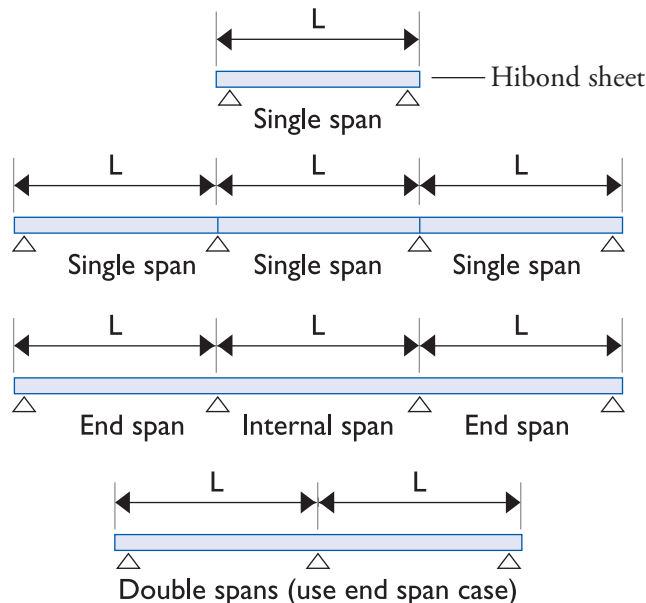 L
Hibond sheet
Single span
L L L
Single span Single span Single span
L L L
End span Internal span End span
L L
Double spans (use end span case)